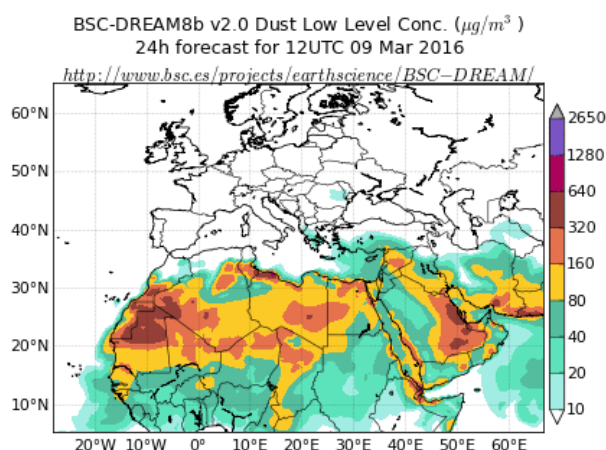 BSC-DREAM8b v2.0 Dust Low Level Conc. (μg/m³ )
24h forecast for 12UTC 09 Mar 2016
http://www.bsc.es/projects/earthscience/BSC−DREAM/
60°N
50°N
40°N
30°N
20°N
10°N
20°W 10°W 0° 10°E 20°E 30°E 40°E 50°E 60°E
2650
1280
640
320
160
80
40
20
10